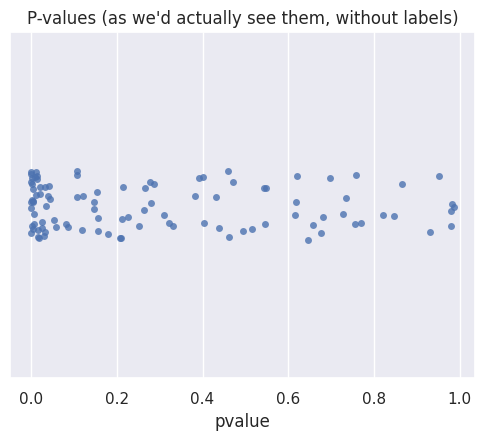 P-values (as we'd actually see them, without labels)
0.0 0.2 0.4 0.6 0.8 1.0
pvalue